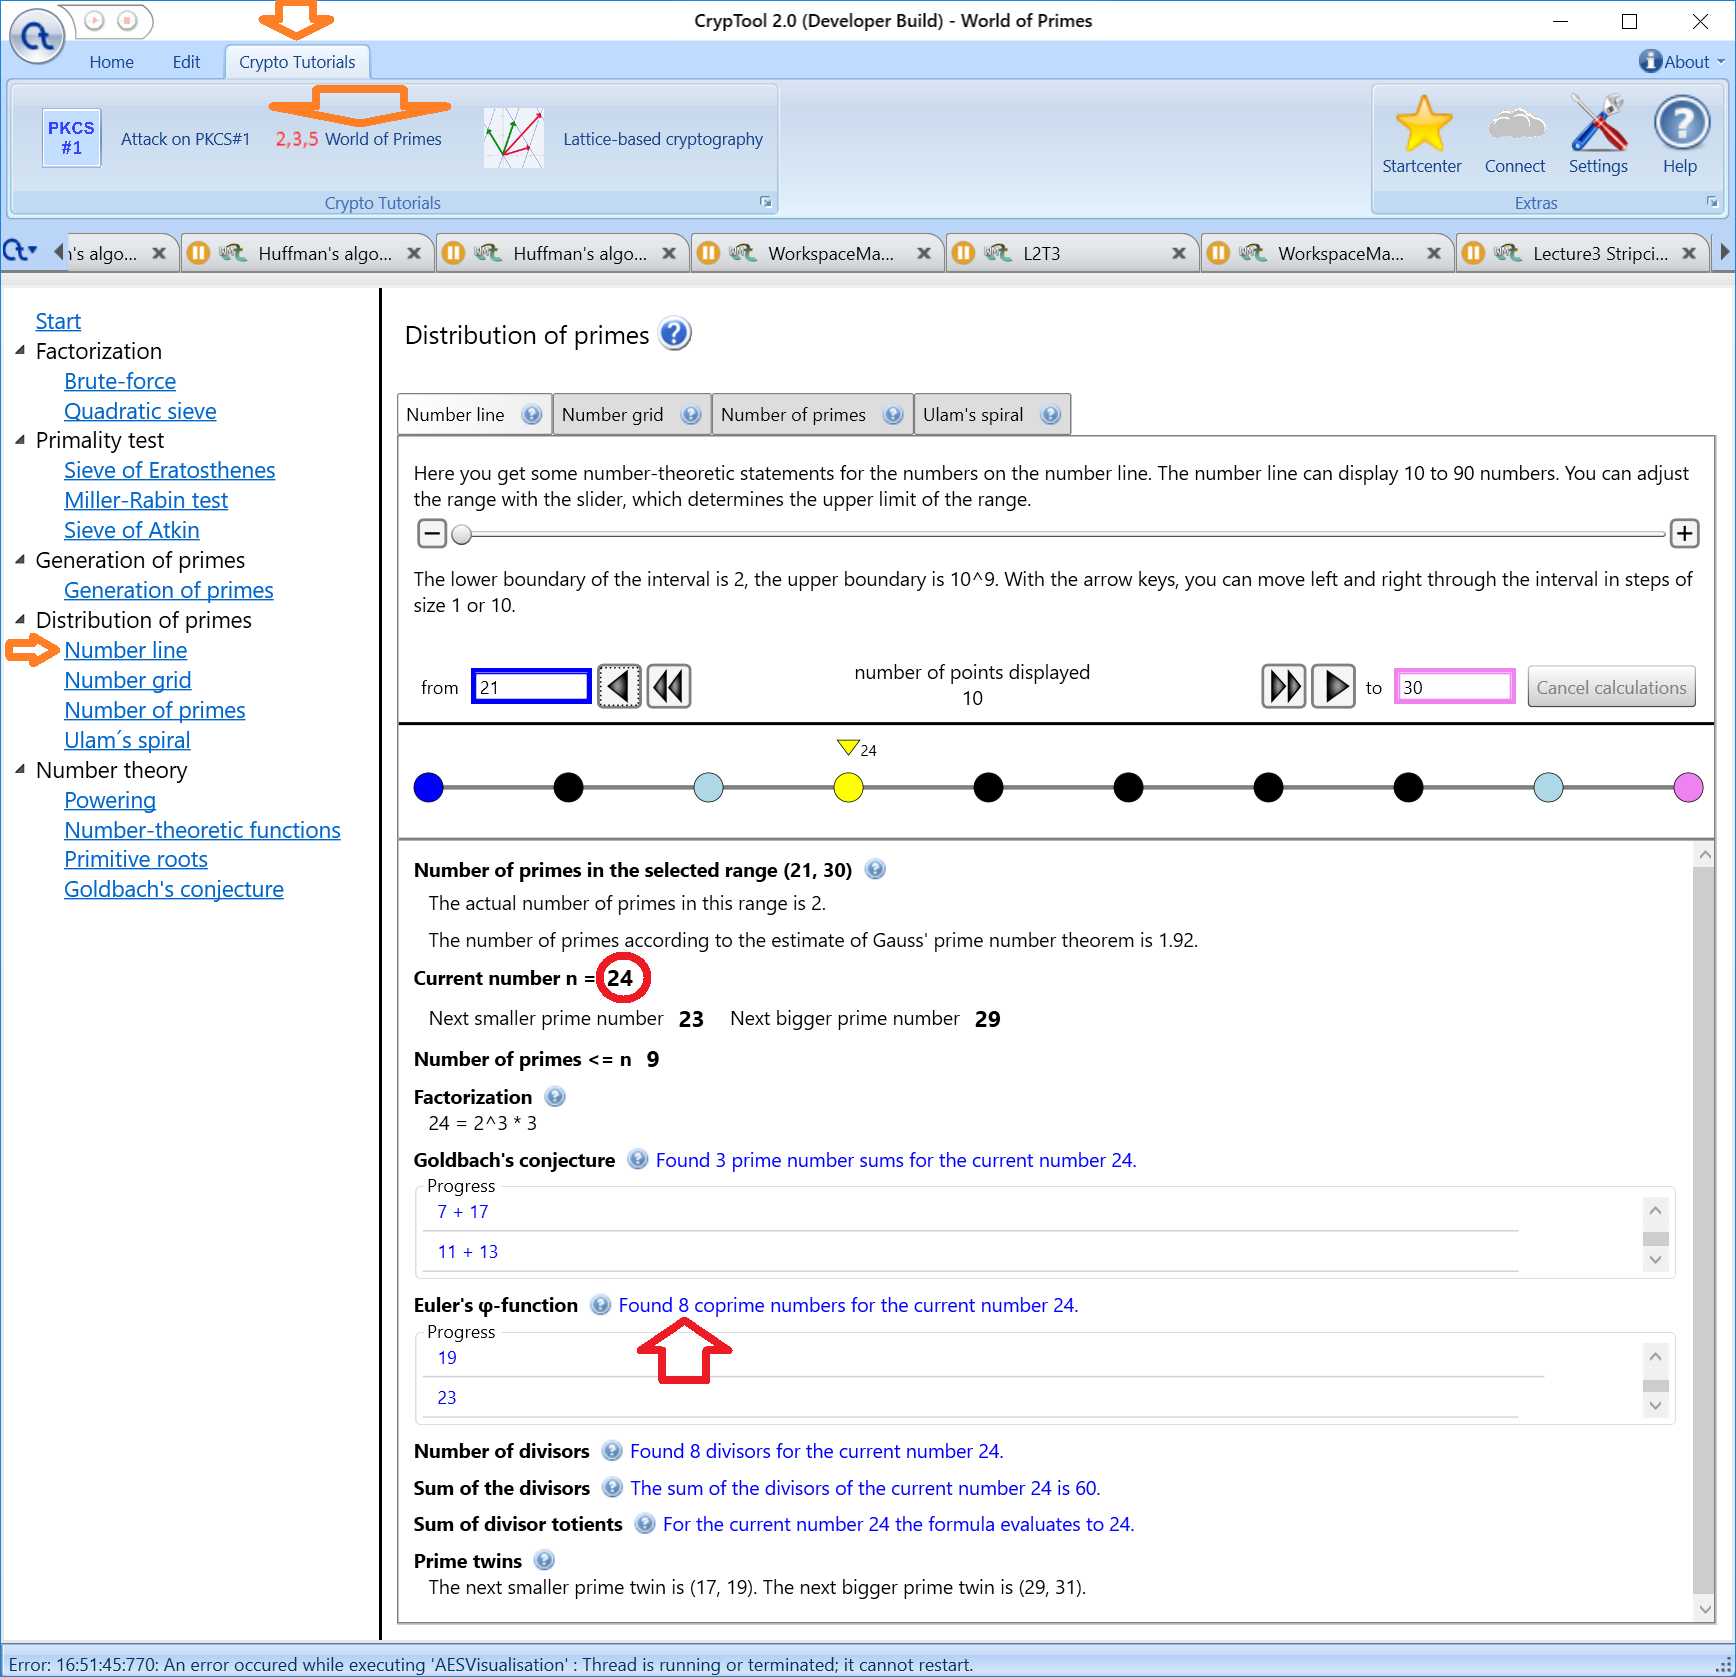 CrypTool 2.0 (Developer Build) - World of Primes
Home Edit Crypto Tutorials About
PKCS #1 Attack on PKCS#1 2,3,5 World of Primes Lattice-based cryptography
Startcenter Connect Settings Help
Crypto Tutorials Extras
n's algo... Huffman's algo... Huffman's algo... WorkspaceMa... L2T3 WorkspaceMa... Lecture3 Stripci...
Start
Factorization
Brute-force
Quadratic sieve
Primality test
Sieve of Eratosthenes
Miller-Rabin test
Sieve of Atkin
Generation of primes
Generation of primes
Distribution of primes
Number line
Number grid
Number of primes
Ulam´s spiral
Number theory
Powering
Number-theoretic functions
Primitive roots
Goldbach's conjecture
Distribution of primes
Number line Number grid Number of primes Ulam's spiral
Here you get some number-theoretic statements for the numbers on the number line. The number line can display 10 to 90 numbers. You can adjust
the range with the slider, which determines the upper limit of the range.
The lower boundary of the interval is 2, the upper boundary is 10^9. With the arrow keys, you can move left and right through the interval in steps of
size 1 or 10.
from 21 number of points displayed to 30 Cancel calculations
10
24
Number of primes in the selected range (21, 30)
The actual number of primes in this range is 2.
The number of primes according to the estimate of Gauss' prime number theorem is 1.92.
Current number n = 24
Next smaller prime number 23 Next bigger prime number 29
Number of primes <= n 9
Factorization
24 = 2^3 * 3
Goldbach's conjecture Found 3 prime number sums for the current number 24.
Progress
7 + 17
11 + 13
Euler's φ-function Found 8 coprime numbers for the current number 24.
Progress
19
23
Number of divisors Found 8 divisors for the current number 24.
Sum of the divisors The sum of the divisors of the current number 24 is 60.
Sum of divisor totients For the current number 24 the formula evaluates to 24.
Prime twins
The next smaller prime twin is (17, 19). The next bigger prime twin is (29, 31).
Error: 16:51:45:770: An error occured while executing 'AESVisualisation' : Thread is running or terminated; it cannot restart.